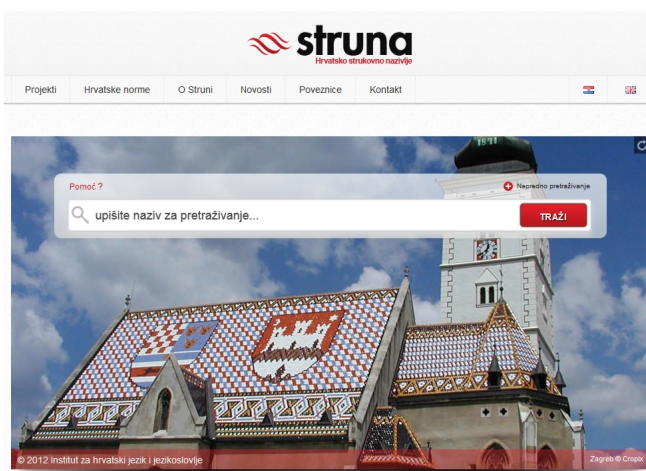 struna
Hrvatsko strukovno nazivlje
Projekti Hrvatske norme O Struni Novosti Poveznice Kontakt
Pomoć ? Napredno pretraživanje
upišite naziv za pretraživanje... TRAŽI
1841
© 2012 Institut za hrvatski jezik i jezikoslovlje Zagreb © Cropix